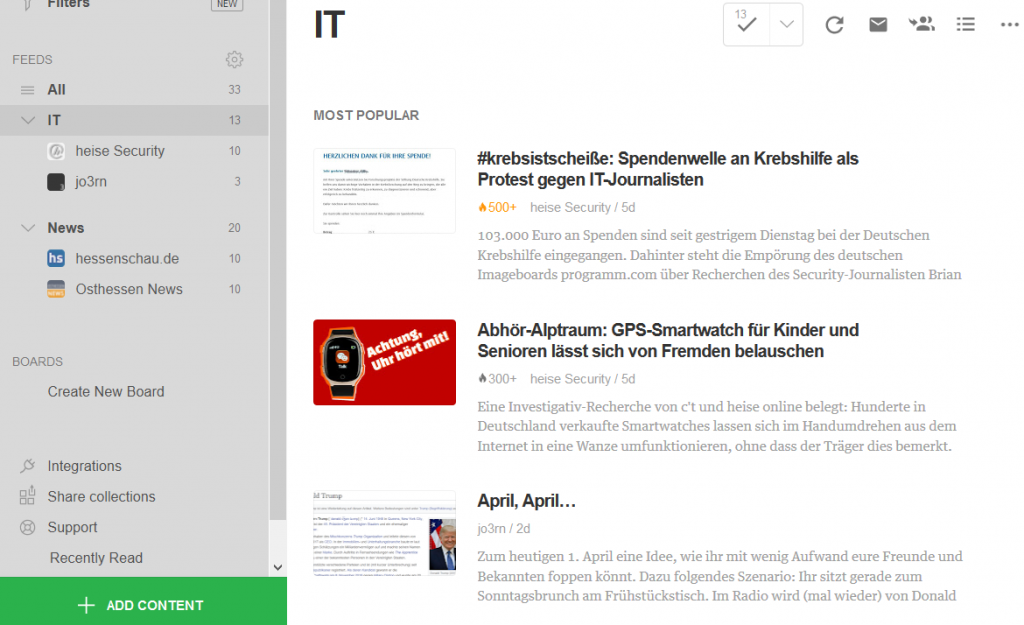 Filters
NEW
FEEDS
All 33
IT 13
heise Security 10
jo3rn 3
News 20
hs hessenschau.de 10
NEWS Osthessen News 10
BOARDS
Create New Board
Integrations
Share collections
Support
Recently Read
ADD CONTENT
IT
13
MOST POPULAR
HERZLICHEN DANK FÜR IHRE SPENDE!
#krebsistscheiße: Spendenwelle an Krebshilfe als
Protest gegen IT-Journalisten
500+ heise Security / 5d
103.000 Euro an Spenden sind seit gestrigem Dienstag bei der Deutschen
Krebshilfe eingegangen. Dahinter steht die Empörung des deutschen
Imageboards programm.com über Recherchen des Security-Journalisten Brian
Achtung,
Uhr hört mit!
Talk
Abhör-Alptraum: GPS-Smartwatch für Kinder und
Senioren lässt sich von Fremden belauschen
300+ heise Security / 5d
Eine Investigativ-Recherche von c't und heise online belegt: Hunderte in
Deutschland verkaufte Smartwatches lassen sich im Handumdrehen aus dem
Internet in eine Wanze umfunktionieren, ohne dass der Träger dies bemerkt.
ld Trump
April, April…
jo3rn / 2d
Zum heutigen 1. April eine Idee, wie ihr mit wenig Aufwand eure Freunde und
Bekannten foppen könnt. Dazu folgendes Szenario: Ihr sitzt gerade zum
Sonntagsbrunch am Frühstückstisch. Im Radio wird (mal wieder) von Donald